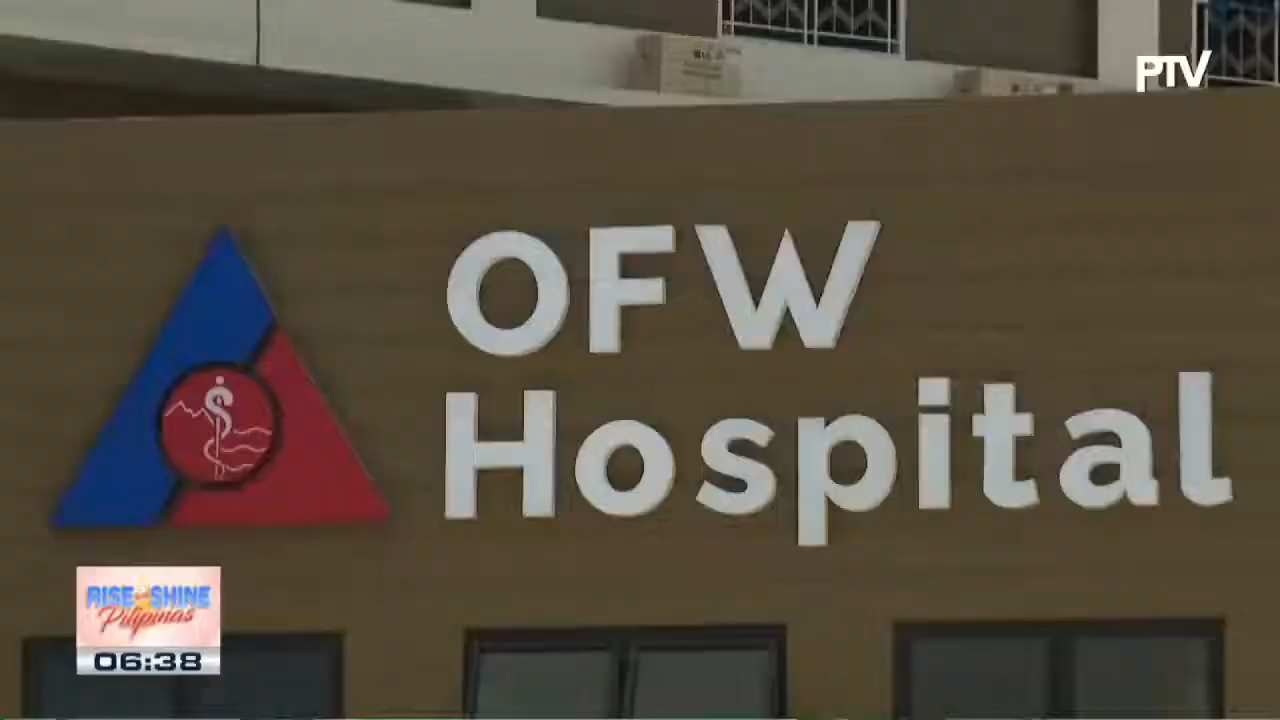 PTV
OFW
Hospital
RISE and SHINE
Pilipinas
06:38